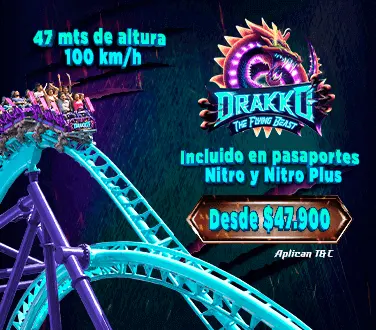 47 mts de altura
100 km/h
DRAKKO
THE FLYING BEAST
DRAKKO
Incluido en pasaportes
Nitro y Nitro Plus
Desde $47.900
Aplican T&C